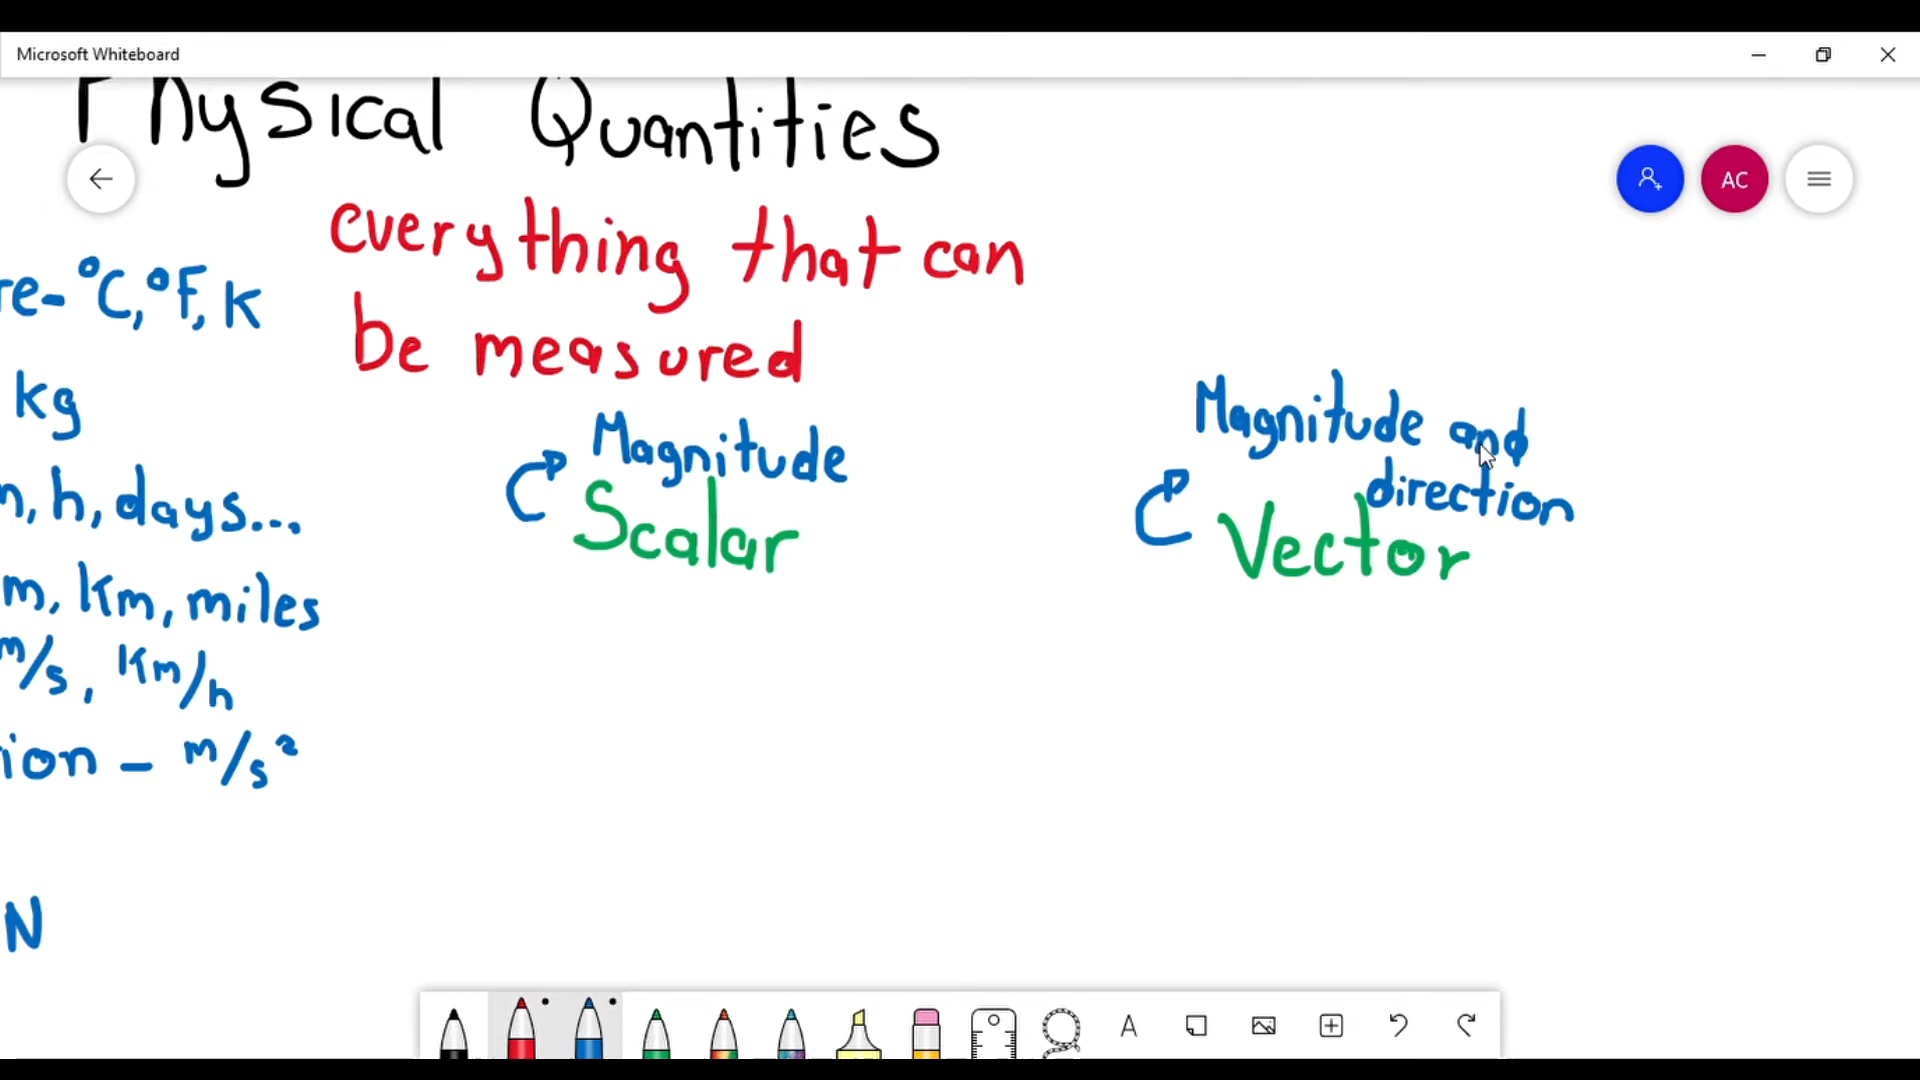 Microsoft Whiteboard
Physical Quantities
AC
everything that can
be measured
re- °C, °F, K
kg
Magnitude
Scalar
Magnitude and
direction
Vector
n, h, days...
m, Km, miles
m/s, Km/h
ion - m/s²
N
A